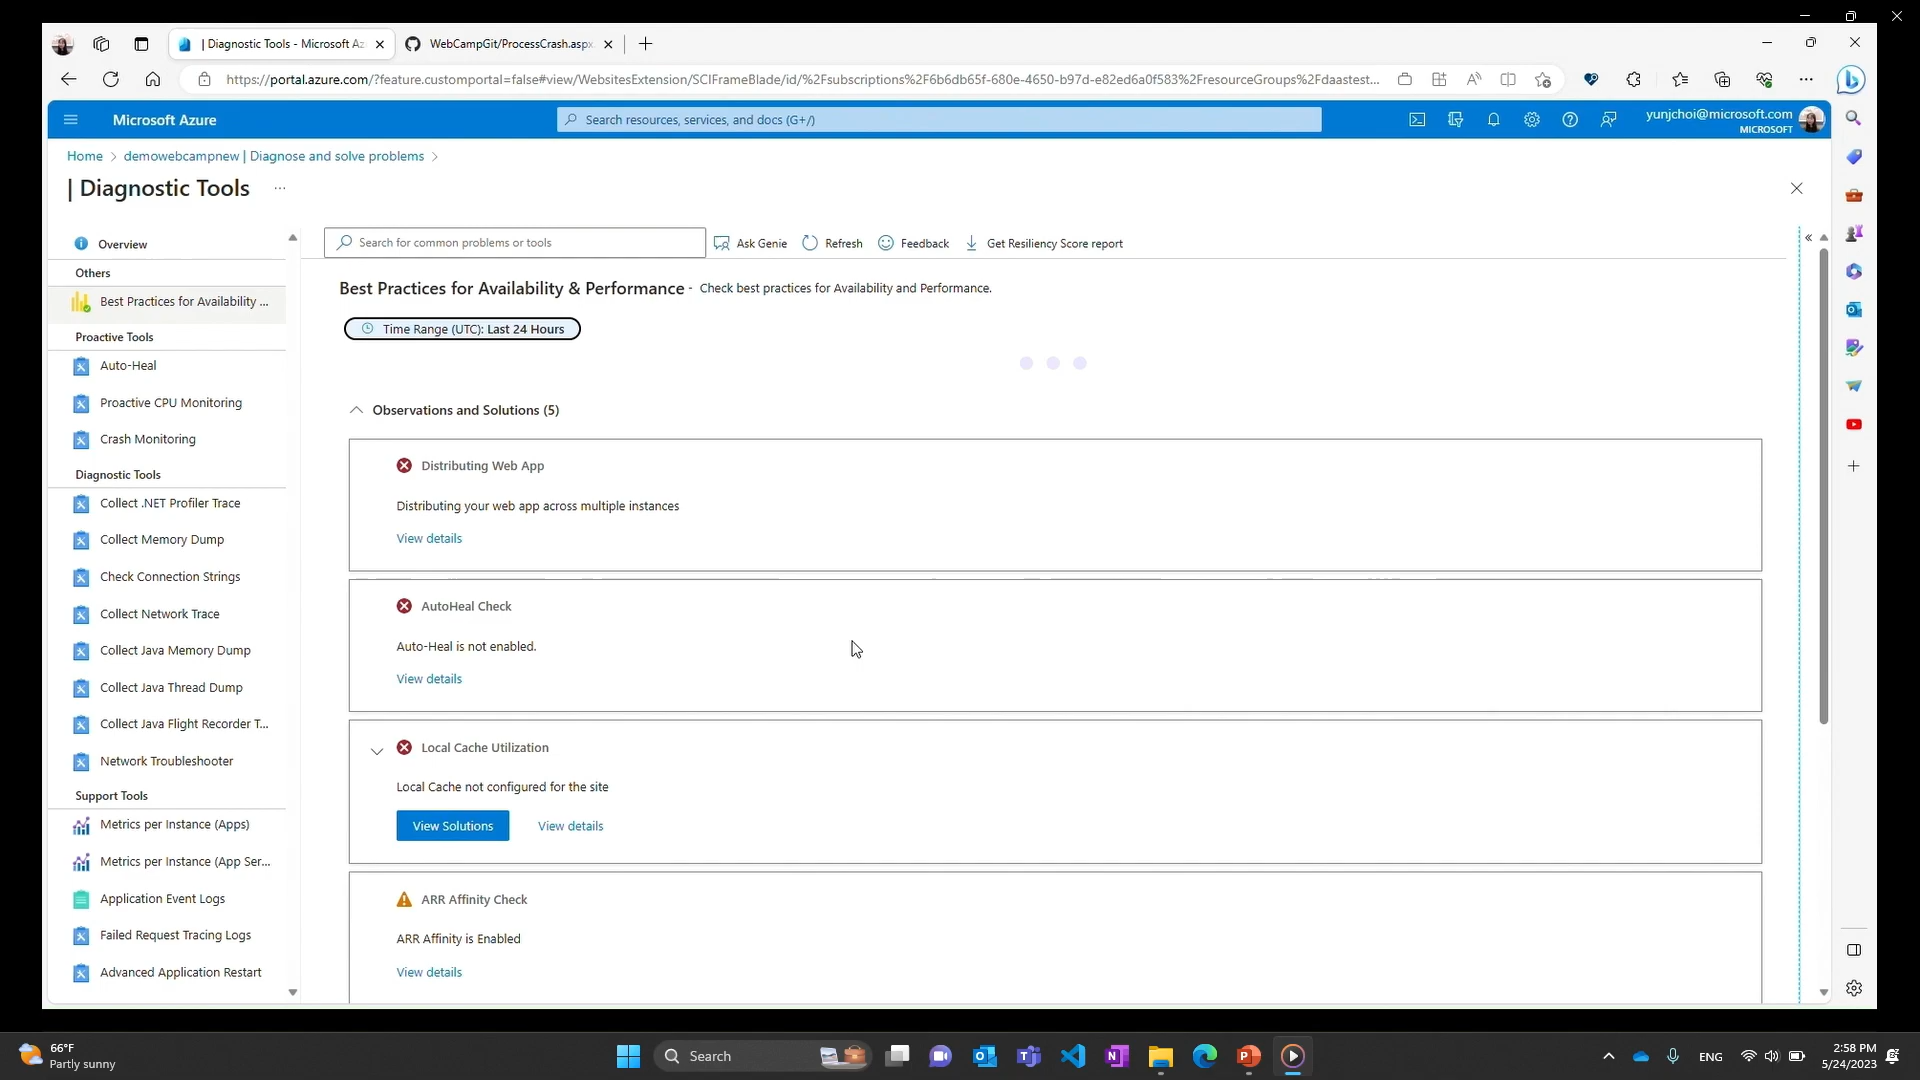 | Diagnostic Tools - Microsoft Az
WebCampGit/ProcessCrash.aspx
https://portal.azure.com/?feature.customportal=false#view/WebsitesExtension/SCIFrameBlade/id/%2Fsubscriptions%2F6b6db65f-680e-4650-b97d-e82ed6a0f583%2FresourceGroups%2Fdaastest...
Microsoft Azure
Search resources, services, and docs (G+/)
yunjchoi@microsoft.com
MICROSOFT
Home > demowebcampnew | Diagnose and solve problems >
| Diagnostic Tools ...
Overview
Others
Best Practices for Availability ...
Proactive Tools
Auto-Heal
Proactive CPU Monitoring
Crash Monitoring
Diagnostic Tools
Collect .NET Profiler Trace
Collect Memory Dump
Check Connection Strings
Collect Network Trace
Collect Java Memory Dump
Collect Java Thread Dump
Collect Java Flight Recorder T...
Network Troubleshooter
Support Tools
Metrics per Instance (Apps)
Metrics per Instance (App Ser...
Application Event Logs
Failed Request Tracing Logs
Advanced Application Restart
Search for common problems or tools
Ask Genie
Refresh
Feedback
Get Resiliency Score report
Best Practices for Availability & Performance - Check best practices for Availability and Performance.
Time Range (UTC): Last 24 Hours
Observations and Solutions (5)
Distributing Web App
Distributing your web app across multiple instances
View details
AutoHeal Check
Auto-Heal is not enabled.
View details
Local Cache Utilization
Local Cache not configured for the site
View Solutions
View details
ARR Affinity Check
ARR Affinity is Enabled
View details
66°F
Partly sunny
Search
ENG
2:58 PM
5/24/2023